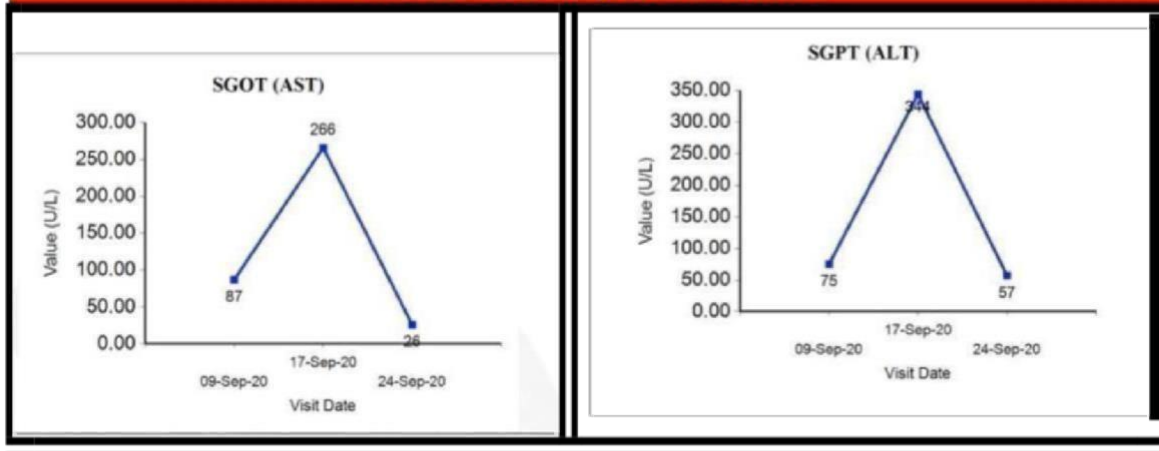 SGOT (AST)
300.00
250.00
200.00
150.00
100.00
50.00
0.00
Value (U/L)
87
266
26
09-Sep-20
17-Sep-20
24-Sep-20
Visit Date
SGPT (ALT)
350.00
300.00
250.00
200.00
150.00
100.00
50.00
0.00
Value (U/L)
75
344
57
09-Sep-20
17-Sep-20
24-Sep-20
Visit Date